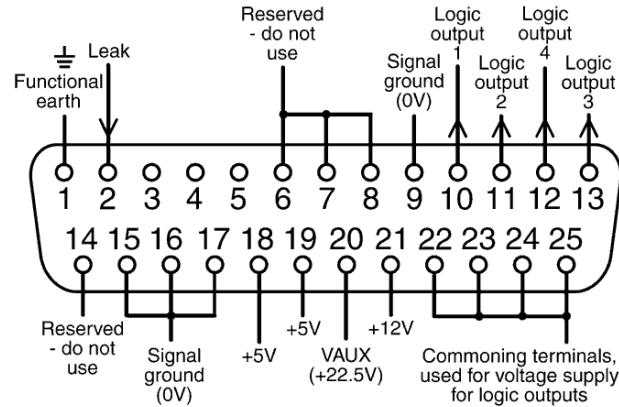 Leak
Functional
earth
Reserved
- do not
use
Signal
ground
(0V)
Logic
output
1
Logic
output
2
Logic
output
4
Logic
output
3
1 2 3 4 5 6 7 8 9 10 11 12 13
14 15 16 17 18 19 20 21 22 23 24 25
Reserved
- do not
use
Signal
ground
(0V)
+5V
+5V
VAUX
(+22.5V)
+12V
Commoning terminals,
used for voltage supply
for logic outputs